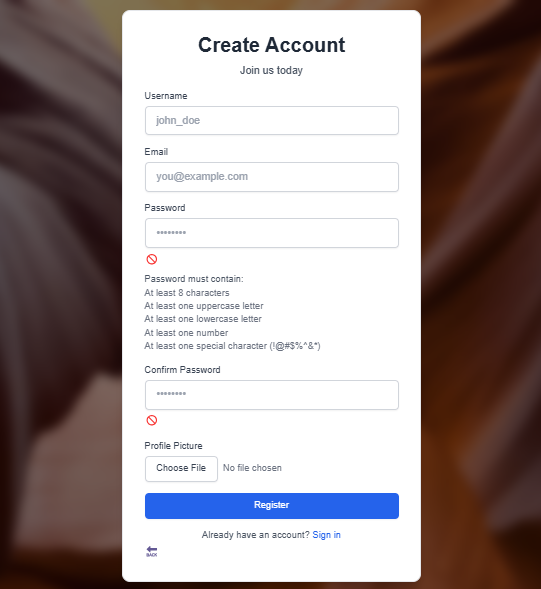 Create Account
Join us today
Username
john_doe
Email
you@example.com
Password
••••••••
Password must contain:
At least 8 characters
At least one uppercase letter
At least one lowercase letter
At least one number
At least one special character (!@#$%^&*)
Confirm Password
••••••••
Profile Picture
Choose File No file chosen
Register
Already have an account? Sign in
BACK